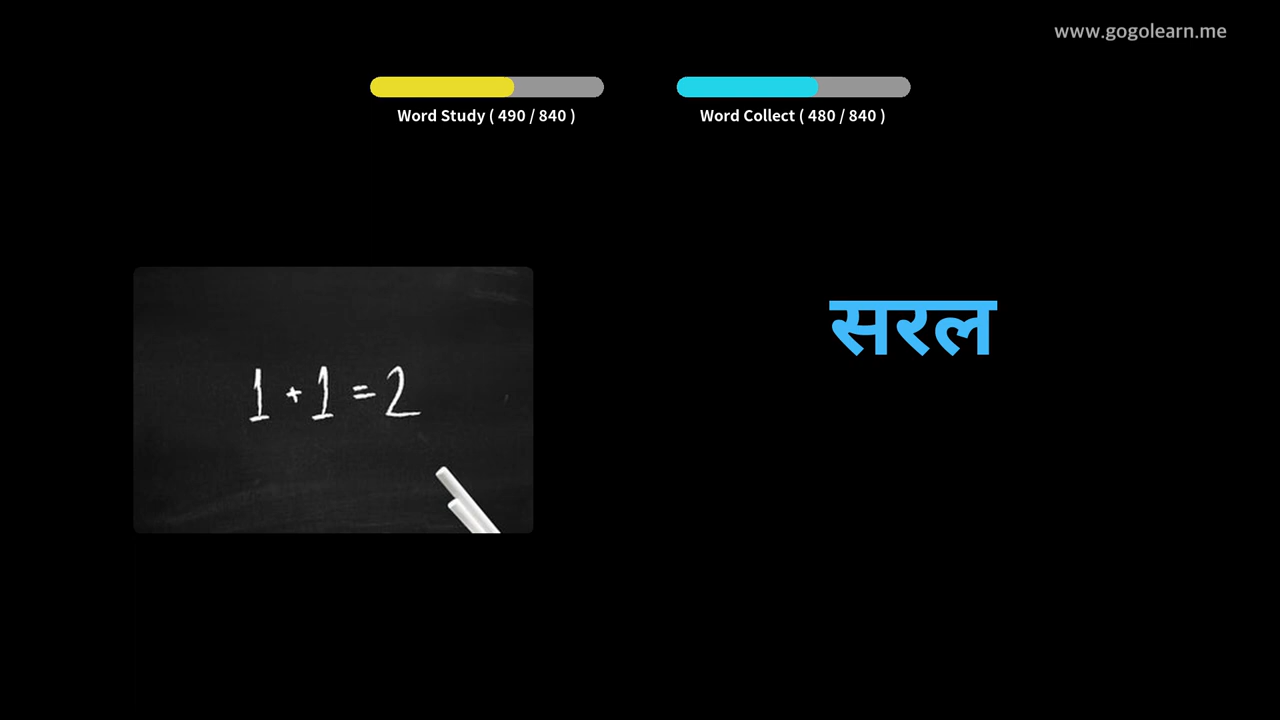 www.gogolearn.me
Word Study ( 490 / 840 )
Word Collect ( 480 / 840 )
1 + 1 = 2
सरल